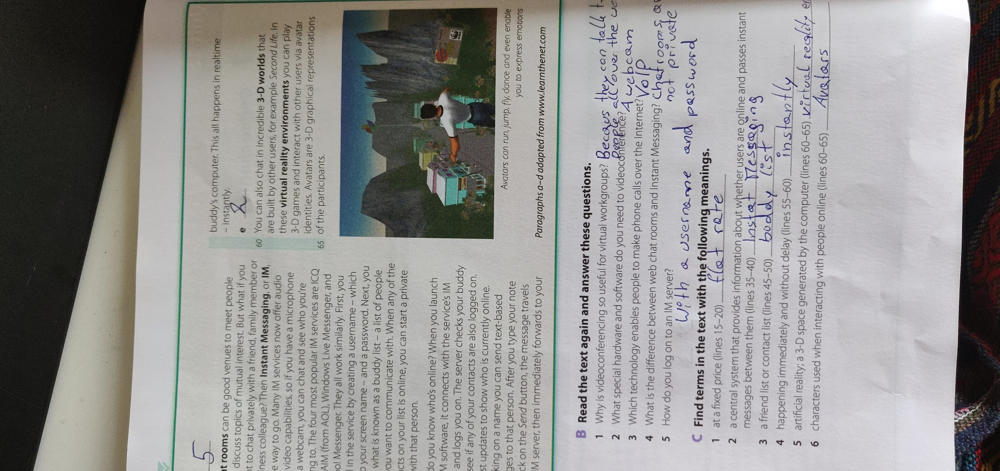 5
at rooms can be good venues to meet people
discuss topics of mutual interest. But what if you
nt to chat privately with a friend, family member or
iness colleague? Then Instant Messaging, or IM,
e way to go. Many IM services now offer audio
video capabilities, so if you have a microphone
a webcam, you can chat and see who you're
ng to. The four most popular IM services are ICQ
AIM (from AOL), Windows Live Messenger, and
oo! Messenger. They all work similarly. First, you
l in the service by creating a username – which
o your screen name – and a password. Next, you
what is known as a buddy list – a list of people
ou want to communicate with. When any of the
cts on your list is online, you can start a private
with that person.
do you know who's online? When you launch
M software, it connects with the service's IM
and logs you on. The server checks your buddy
see if any of your contacts are also logged on.
st updates to show who is currently online.
king on a name you can send text-based
ges to that person. After you type your note
ck on the Send button, the message travels
IM server, then immediately forwards to your
buddy's computer. This all happens in realtime
– instantly.
e 2
60 You can also chat in incredible 3-D worlds that
are built by other users, for example Second Life. In
these virtual reality environments you can play
3-D games and interact with other users via avatar
identities. Avatars are 3-D graphical representations
65 of the participants.
Avatars can run, jump, fly, dance and even enable
you to express emotions
Paragraphs a–d adapted from www.learnthenet.com
B Read the text again and answer these questions.
1 Why is videoconferencing so useful for virtual workgroups? Becaus they can talk t
people all over the wo
2 What special hardware and software do you need to videoconference? A webcam
3 Which technology enables people to make phone calls over the Internet? VoIP
4 What is the difference between web chat rooms and Instant Messaging? Chat rooms ar
not private
5 How do you log on to an IM server?
With a username and password
C Find terms in the text with the following meanings.
1 at a fixed price (lines 15–20) flat rate
2 a central system that provides information about whether users are online and passes instant
messages between them (lines 35–40) Instat Messaging
3 a friend list or contact list (lines 45–50) buddy list
4 happening immediately and without delay (lines 55–60) instantly
5 artificial reality; a 3-D space generated by the computer (lines 60–65) virtual reality en
6 characters used when interacting with people online (lines 60–65) Avatars